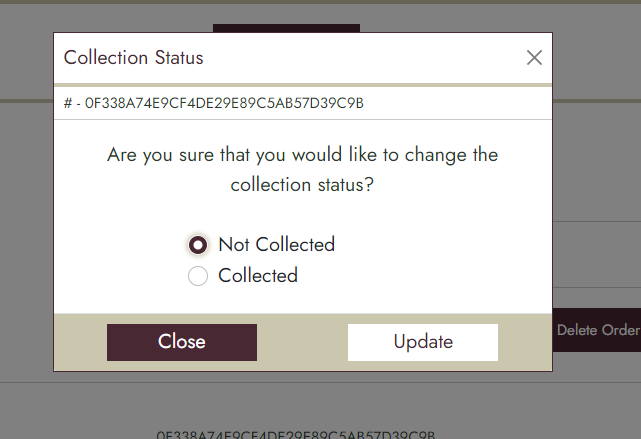 Collection Status
# - 0F338A74E9CF4DE29E89C5AB57D39C9B
Are you sure that you would like to change the
collection status?
Not Collected
Collected
Close
Update
Delete Order
0F338A74E9CF4DE29E89C5AB57D39C9B